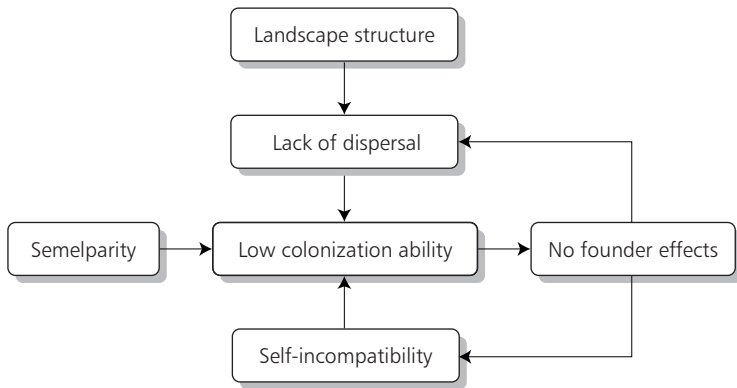 Landscape structure
Lack of dispersal
Semelparity
Low colonization ability
No founder effects
Self-incompatibility